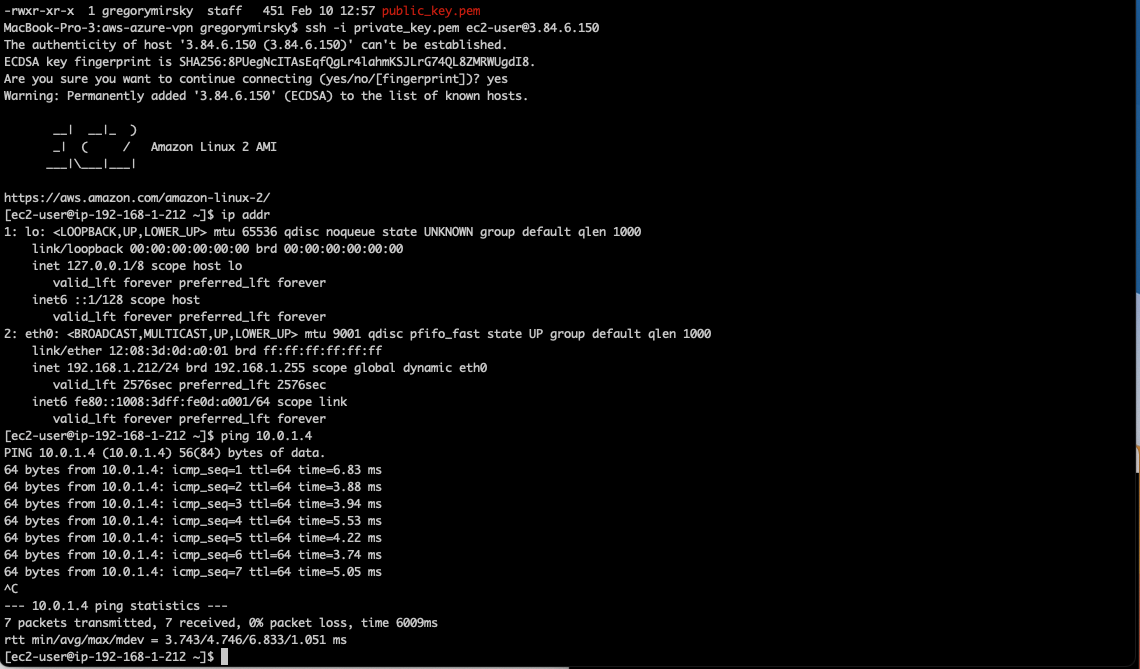 -rwxr-xr-x  1 gregorymirsky  staff   451 Feb 10 12:57 public_key.pem
MacBook-Pro-3:aws-azure-vpn gregorymirsky$ ssh -i private_key.pem ec2-user@3.84.6.150
The authenticity of host '3.84.6.150 (3.84.6.150)' can't be established.
ECDSA key fingerprint is SHA256:8PUegNcITAsEqfQgLr4lahmKSJLrG74QL8ZMRWUgdI8.
Are you sure you want to continue connecting (yes/no/[fingerprint])? yes
Warning: Permanently added '3.84.6.150' (ECDSA) to the list of known hosts.

       __|  __|_  )
       _|  (     /   Amazon Linux 2 AMI
      ___|\___|___|

https://aws.amazon.com/amazon-linux-2/
[ec2-user@ip-192-168-1-212 ~]$ ip addr
1: lo: <LOOPBACK,UP,LOWER_UP> mtu 65536 qdisc noqueue state UNKNOWN group default qlen 1000
    link/loopback 00:00:00:00:00:00 brd 00:00:00:00:00:00
    inet 127.0.0.1/8 scope host lo
       valid_lft forever preferred_lft forever
    inet6 ::1/128 scope host
       valid_lft forever preferred_lft forever
2: eth0: <BROADCAST,MULTICAST,UP,LOWER_UP> mtu 9001 qdisc pfifo_fast state UP group default qlen 1000
    link/ether 12:08:3d:0d:a0:01 brd ff:ff:ff:ff:ff:ff
    inet 192.168.1.212/24 brd 192.168.1.255 scope global dynamic eth0
       valid_lft 2576sec preferred_lft 2576sec
    inet6 fe80::1008:3dff:fe0d:a001/64 scope link
       valid_lft forever preferred_lft forever
[ec2-user@ip-192-168-1-212 ~]$ ping 10.0.1.4
PING 10.0.1.4 (10.0.1.4) 56(84) bytes of data.
64 bytes from 10.0.1.4: icmp_seq=1 ttl=64 time=6.83 ms
64 bytes from 10.0.1.4: icmp_seq=2 ttl=64 time=3.88 ms
64 bytes from 10.0.1.4: icmp_seq=3 ttl=64 time=3.94 ms
64 bytes from 10.0.1.4: icmp_seq=4 ttl=64 time=5.53 ms
64 bytes from 10.0.1.4: icmp_seq=5 ttl=64 time=4.22 ms
64 bytes from 10.0.1.4: icmp_seq=6 ttl=64 time=3.74 ms
64 bytes from 10.0.1.4: icmp_seq=7 ttl=64 time=5.05 ms
^C
--- 10.0.1.4 ping statistics ---
7 packets transmitted, 7 received, 0% packet loss, time 6009ms
rtt min/avg/max/mdev = 3.743/4.746/6.833/1.051 ms
[ec2-user@ip-192-168-1-212 ~]$